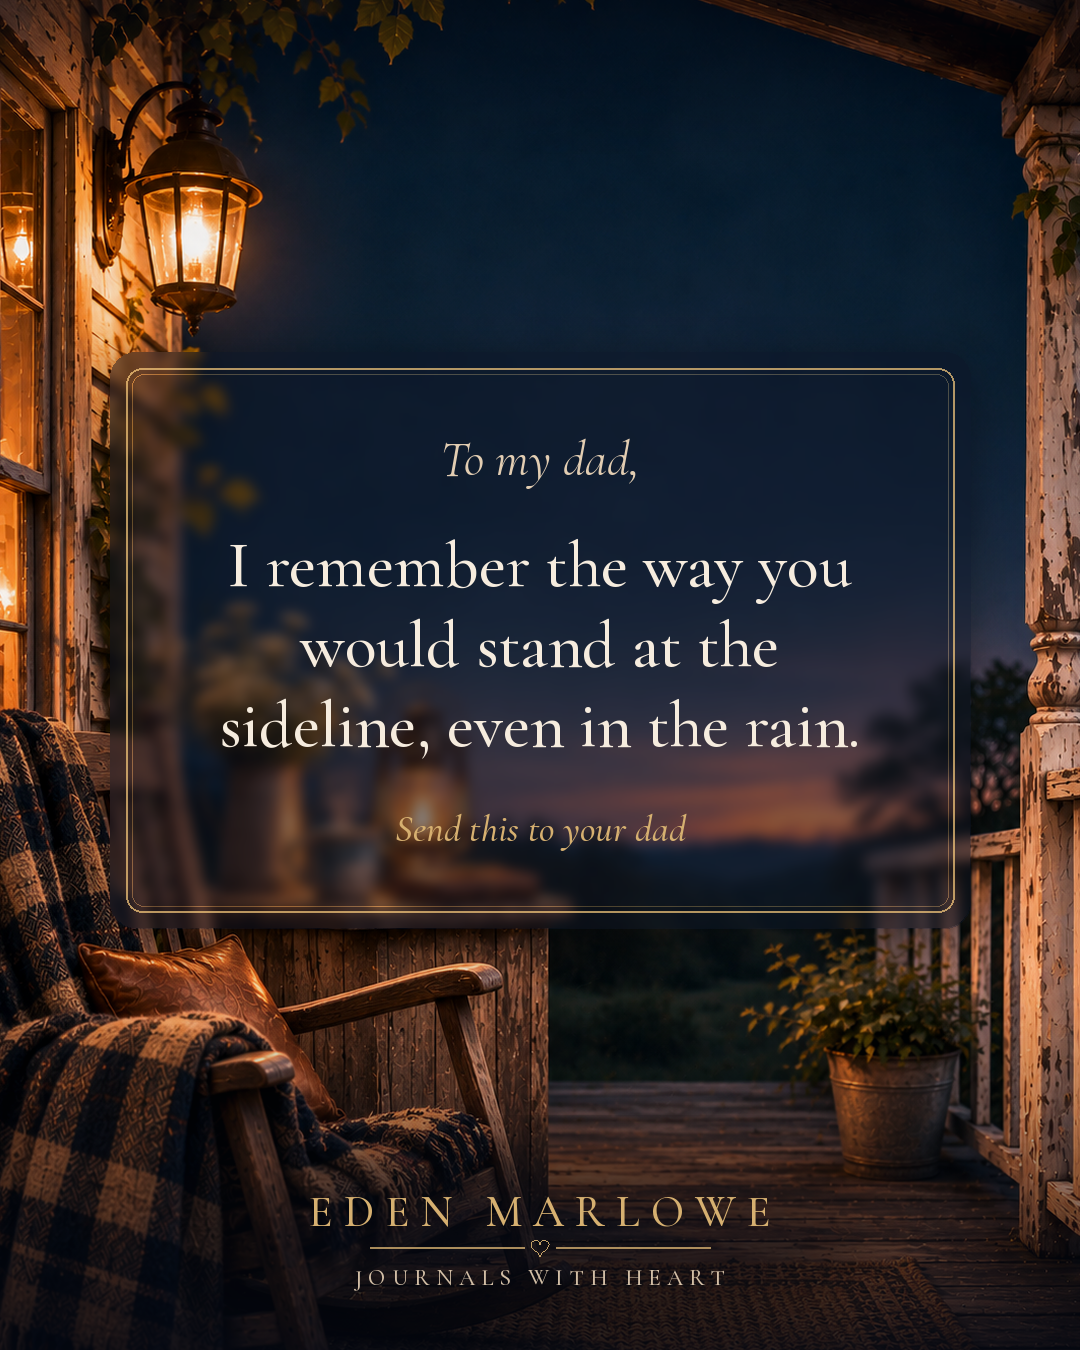 To my dad,
I remember the way you
would stand at the
sideline, even in the rain.
Send this to your dad
EDEN MARLOWE
JOURNALS WITH HEART